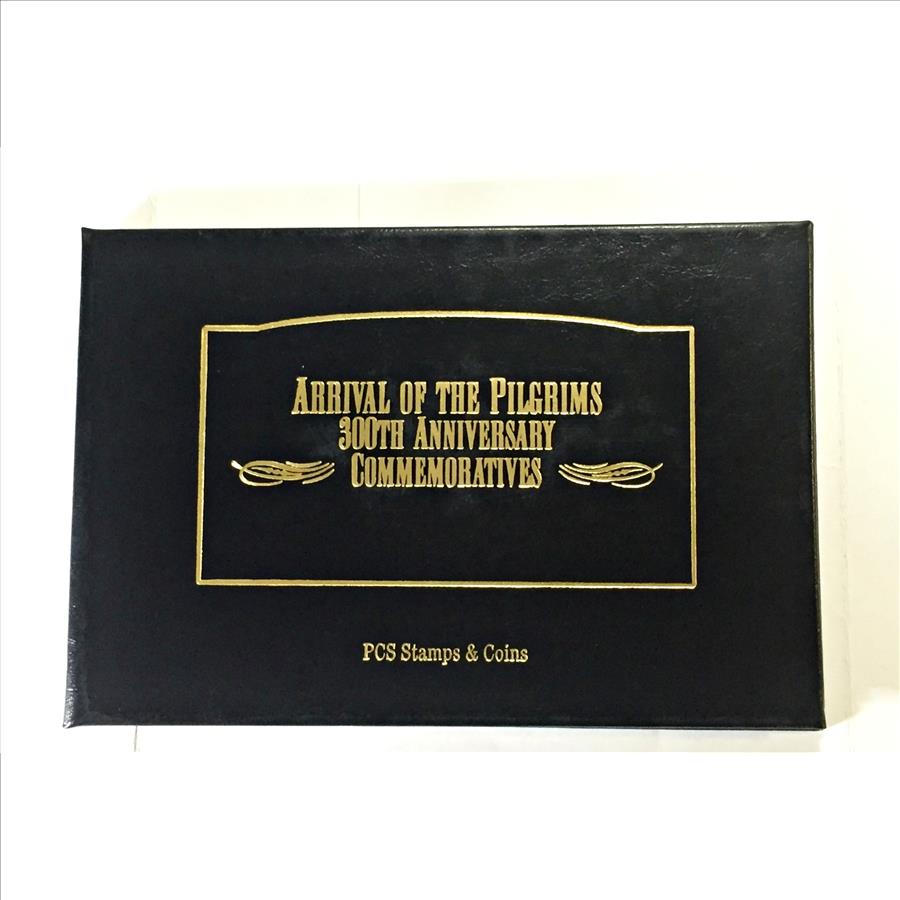 ARRIVAL OF THE PILGRIMS
300TH ANNIVERSARY
COMMEMORATIVES
PCS Stamps & Coins